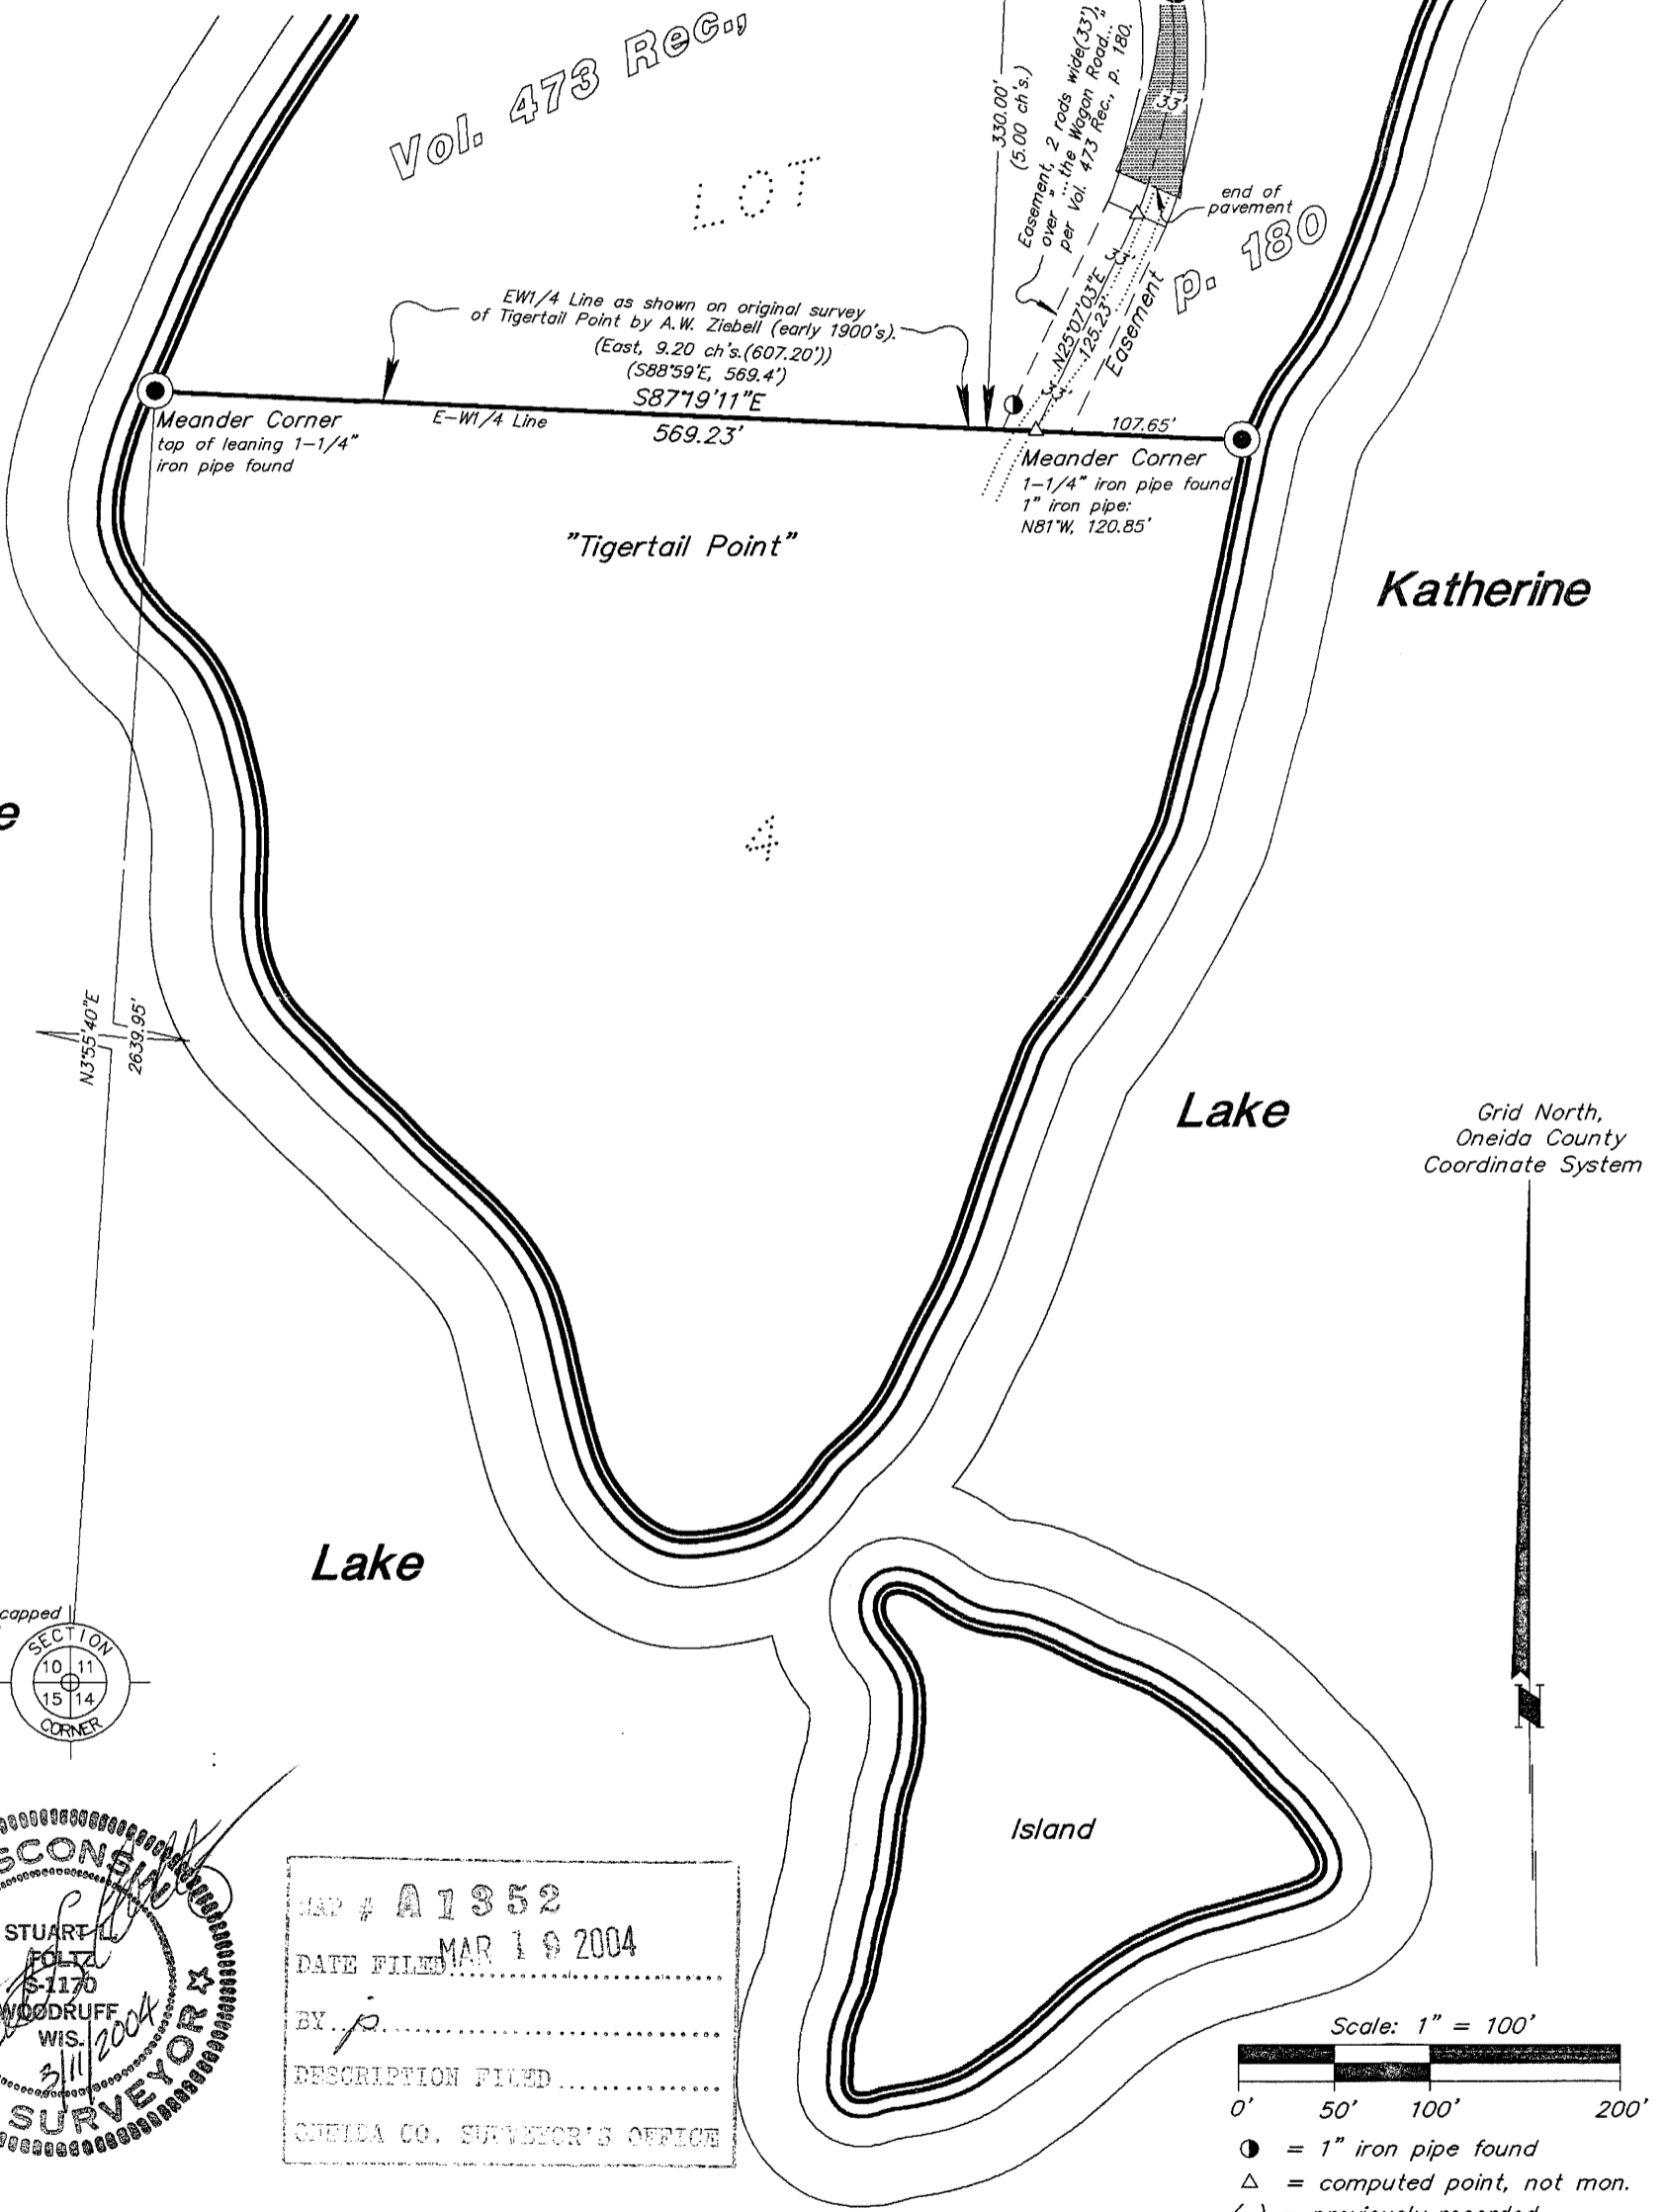 Vol. 473 Rec.,
LOT
330.00'
(5.00 ch's.)
Easement, 2 rods wide(33'),
over "...the Wagon Road..."
per Vol. 473 Rec., p. 180.
33'
end of
pavement
p. 180
N25°07'03"E
125.23'
Easement
EW1/4 Line as shown on original survey
of Tigertail Point by A.W. Ziebell (early 1900's).
(East, 9.20 ch's.(607.20'))
(S88°59'E, 569.4')
S87°19'11"E
E-W1/4 Line
569.23'
107.65'
Meander Corner
top of leaning 1-1/4"
iron pipe found
Meander Corner
1-1/4" iron pipe found
1" iron pipe:
N81°W, 120.85'
"Tigertail Point"
Katherine
e
4
N3°55'40"E
2639.95'
Lake
Grid North,
Oneida County
Coordinate System
N
Lake
capped
SECTION
10 11
15 14
CORNER
Island
SCONSIN
STUART L.
FOLTZ
S-1170
WOODRUFF
WIS.
3/11/2004
SURVEYOR
MAP # A1352
DATE FILED MAR 19 2004
BY
DESCRIPTION FILED
ONEIDA CO. SURVEYOR'S OFFICE
Scale: 1" = 100'
0' 50' 100' 200'
= 1" iron pipe found
△ = computed point, not mon.
( ) = previously recorded